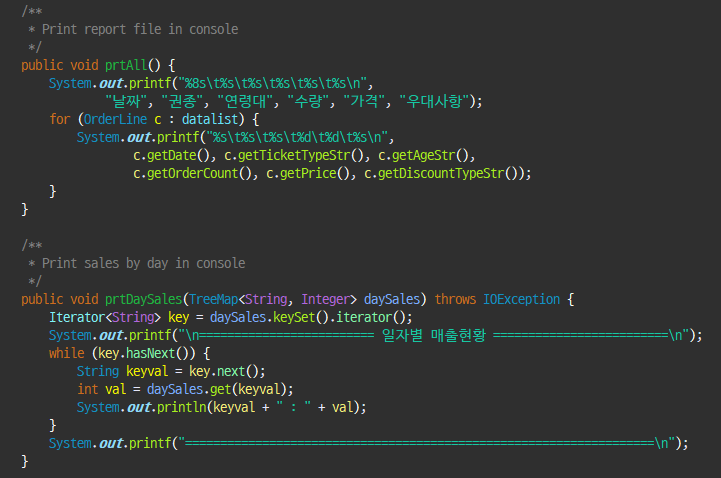 /**
 * Print report file in console
 */
public void prtAll() {
    System.out.printf("%8s\t%s\t%s\t%s\t%s\t%s\n",
            "날짜", "권종", "연령대", "수량", "가격", "우대사항");
    for (OrderLine c : datalist) {
        System.out.printf("%s\t%s\t%s\t%d\t%d\t%s\n",
                c.getDate(), c.getTicketTypeStr(), c.getAgeStr(),
                c.getOrderCount(), c.getPrice(), c.getDiscountTypeStr());
    }
}

/**
 * Print sales by day in console
 */
public void prtDaySales(TreeMap<String, Integer> daySales) throws IOException {
    Iterator<String> key = daySales.keySet().iterator();
    System.out.printf("\n========================= 일자별 매출현황 =========================\n");
    while (key.hasNext()) {
        String keyval = key.next();
        int val = daySales.get(keyval);
        System.out.println(keyval + " : " + val);
    }
    System.out.printf("===================================================================\n");
}